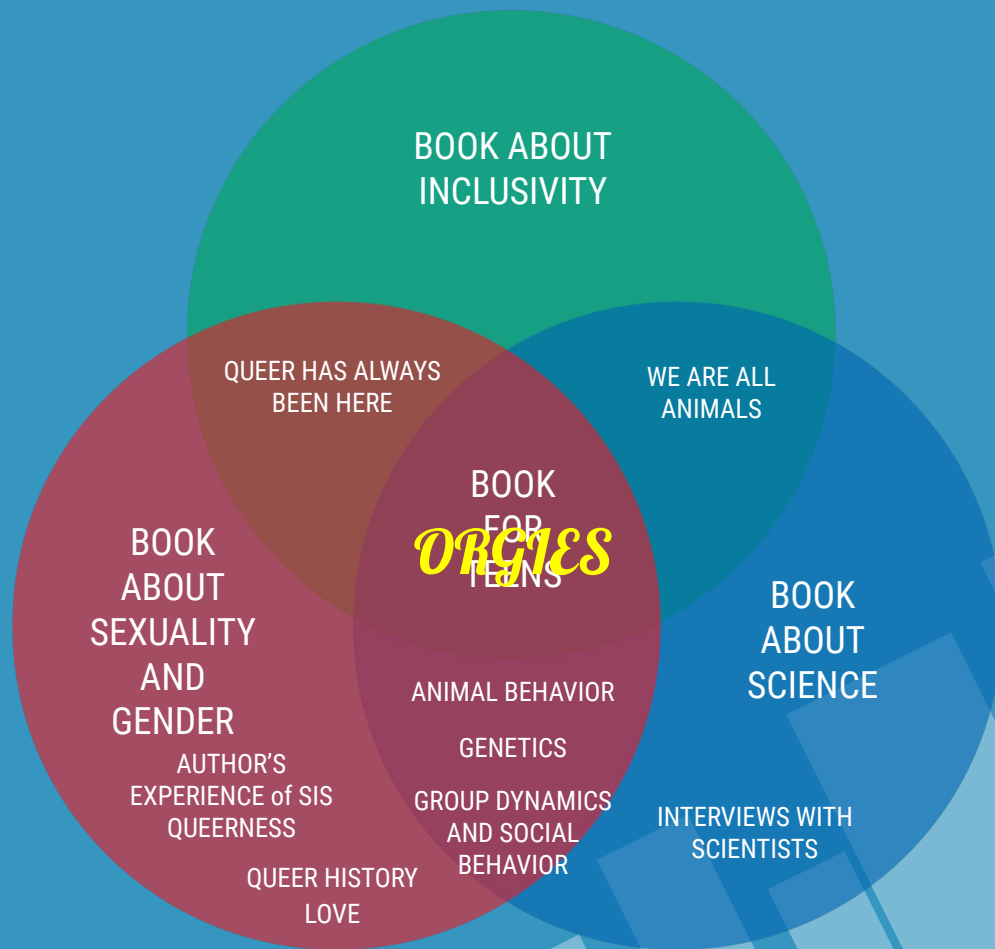 BOOK ABOUT
INCLUSIVITY
QUEER HAS ALWAYS
BEEN HERE
WE ARE ALL
ANIMALS
BOOK
FOR
TEENS
ORGIES
BOOK
ABOUT
SEXUALITY
AND
GENDER
BOOK
ABOUT
SCIENCE
AUTHOR’S
EXPERIENCE of SIS
QUEERNESS
QUEER HISTORY
LOVE
ANIMAL BEHAVIOR
GENETICS
GROUP DYNAMICS
AND SOCIAL
BEHAVIOR
INTERVIEWS WITH
SCIENTISTS